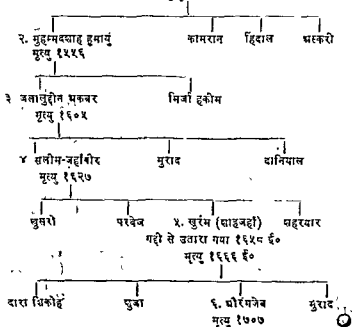 २. मुहम्मदशाह हुमायुं कामरान हिंदाल अस्करी
मृत्यु १५५६
३ जलालुद्दीन अकबर मिर्जा हकीम
मृत्यु १६०५
४ सलीम-जहाँगीर मुराद दानियाल
मृत्यु १६२७
खुसरो परवेज ५. खुर्रम (शाहजहाँ) शहरयार
गद्दी से उतारा गया १६५८ ई०
मृत्यु १६६६ ई०
दारा शिकोह शुजा ६. औरंगजेब मुराद
मृत्यु १७०७